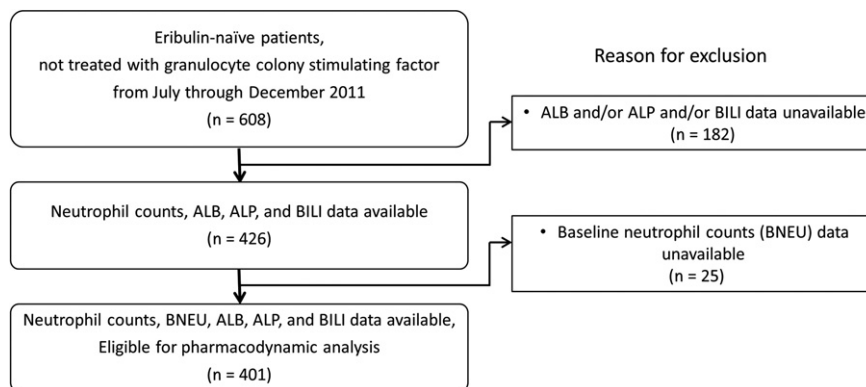 Eribulin-naïve patients,
not treated with granulocyte colony stimulating factor
from July through December 2011
(n = 608)
Reason for exclusion
• ALB and/or ALP and/or BILI data unavailable
(n = 182)
Neutrophil counts, ALB, ALP, and BILI data available
(n = 426)
• Baseline neutrophil counts (BNEU) data
unavailable
(n = 25)
Neutrophil counts, BNEU, ALB, ALP, and BILI data available,
Eligible for pharmacodynamic analysis
(n = 401)